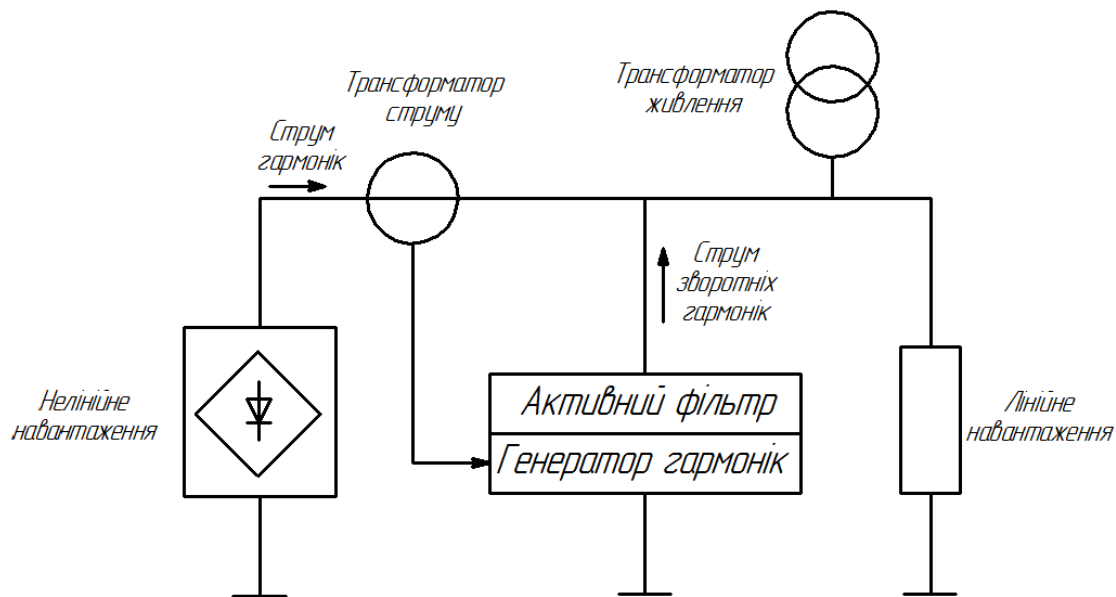 Трансформатор
струму
Трансформатор
живлення
Струм
гармонік
Струм
зворотніх
гармонік
Нелінійне
навантаження
Активний фільтр
Генератор гармонік
Лінійне
навантаження